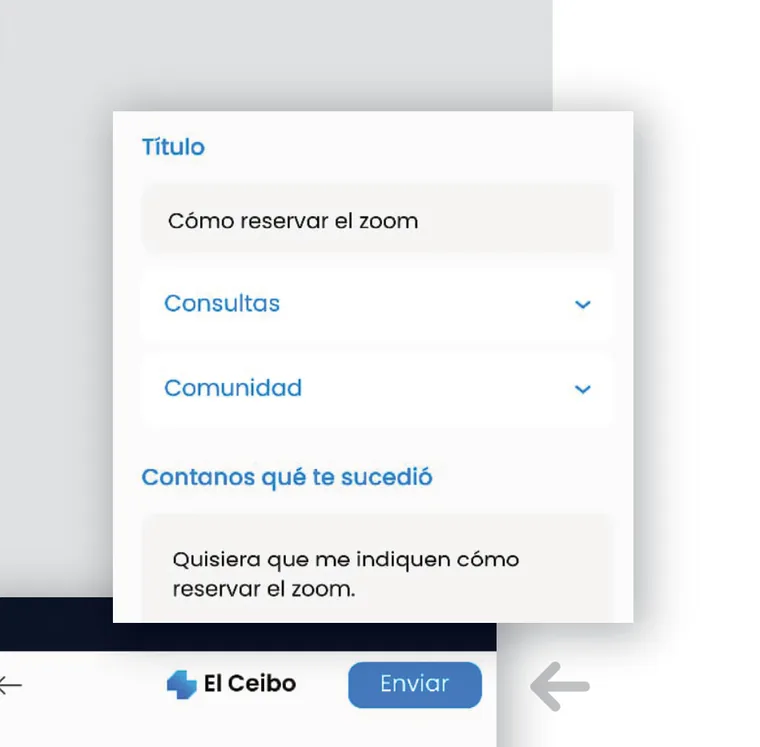 Título
Cómo reservar el zoom
Consultas
Comunidad
Contanos qué te sucedió
Quisiera que me indiquen cómo
reservar el zoom.
El Ceibo
Enviar